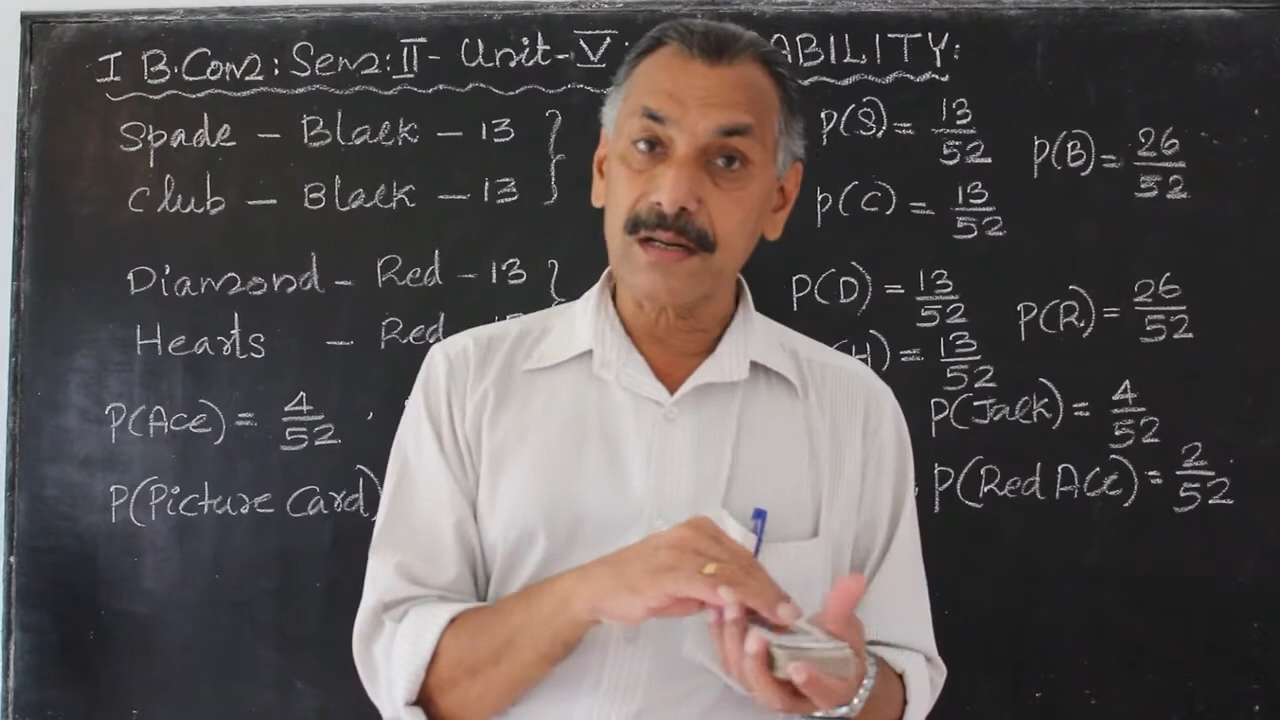 I B.Com: Sem: II - Unit - V : ABILITY:
Spade - Black - 13 } P(S) = 13/52 P(B) = 26/52
Club - Black - 13 P(C) = 13/52
Diamond - Red - 13 } P(D) = 13/52 P(R) = 26/52
Hearts - Red H) = 13/52
P(Ace) = 4/52 , P(Jack) = 4/52
P(Picture Card) P(Red Ace) = 2/52